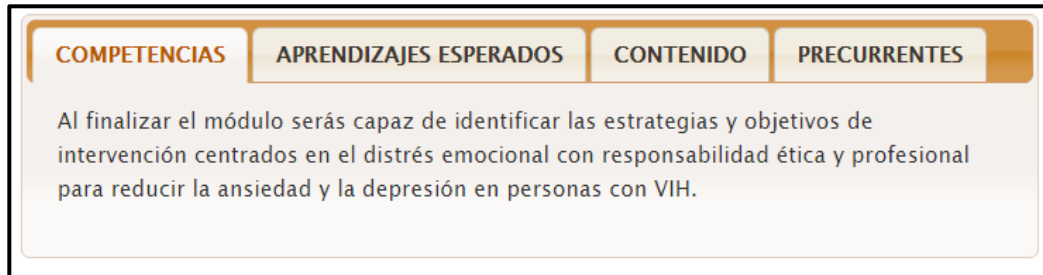 COMPETENCIAS APRENDIZAJES ESPERADOS CONTENIDO PRECURRENTES
Al finalizar el módulo serás capaz de identificar las estrategias y objetivos de
intervención centrados en el distrés emocional con responsabilidad ética y profesional
para reducir la ansiedad y la depresión en personas con VIH.